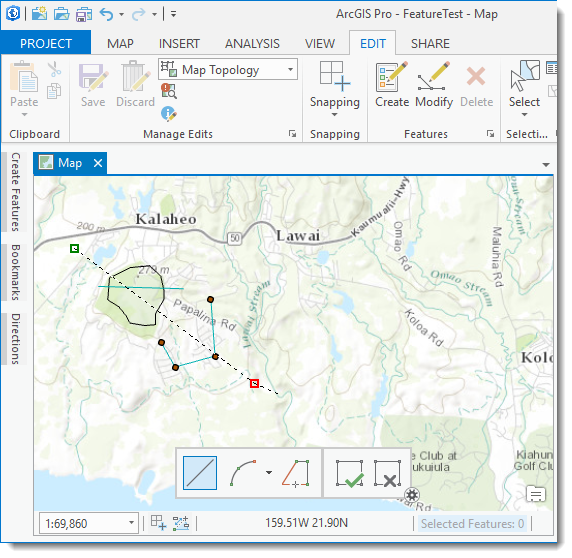 ArcGIS Pro - FeatureTest - Map
PROJECT MAP INSERT ANALYSIS VIEW EDIT SHARE
Paste
Save Discard
Map Topology
Snapping
Create Modify Delete
Select
Clipboard
Manage Edits
Snapping
Features
Selecti...
Map
Create Features
Bookmarks
Directions
200 m
Kalaheo
50
Lawai
Kaumualii-Hwy
Omao Rd
Maluhia Rd
Omao Stream
270 m
Papalina Rd
Lawai Stream
Koloa Rd
Kolo
e Club at
Kukuiula
Kiahun
Golf Clu
1:69,860
159.51W 21.90N
Selected Features: 0